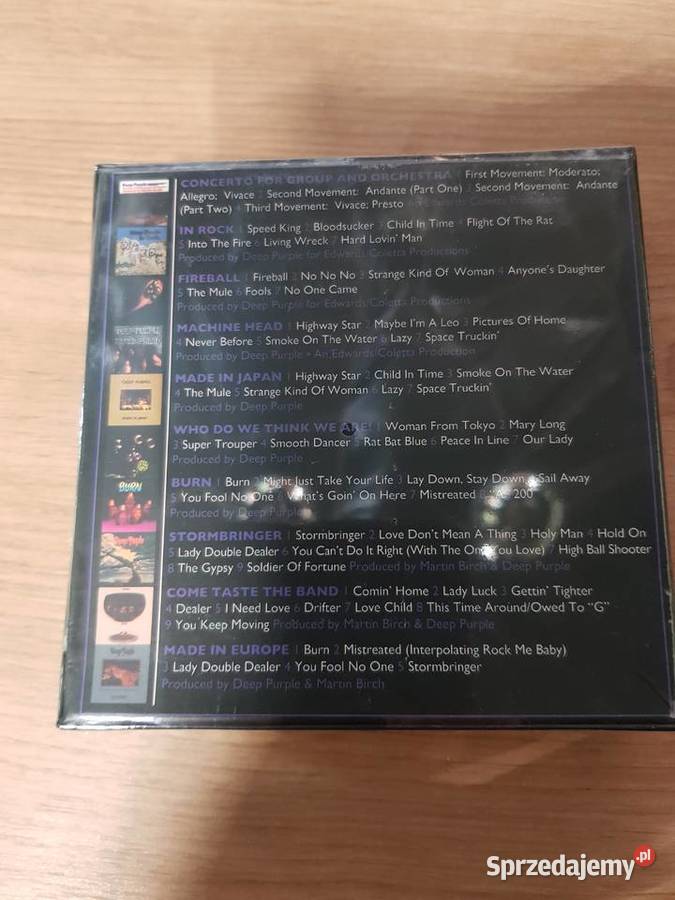 CONCERTO FOR GROUP AND ORCHESTRA 1 First Movement: Moderato;
Allegro; Vivace 2 Second Movement: Andante (Part One) 3 Second Movement: Andante
(Part Two) 4 Third Movement: Vivace; Presto
IN ROCK 1 Speed King 2 Bloodsucker 3 Child In Time 4 Flight Of The Rat
5 Into The Fire 6 Living Wreck 7 Hard Lovin' Man
Produced by Deep Purple for Edwards/Coletta Productions
FIREBALL 1 Fireball 2 No No No 3 Strange Kind Of Woman 4 Anyone's Daughter
5 The Mule 6 Fools 7 No One Came
Produced by Deep Purple for Edwards/Coletta Productions
MACHINE HEAD 1 Highway Star 2 Maybe I'm A Leo 3 Pictures Of Home
4 Never Before 5 Smoke On The Water 6 Lazy 7 Space Truckin'
Produced by Deep Purple • An Edwards/Coletta Production
MADE IN JAPAN 1 Highway Star 2 Child In Time 3 Smoke On The Water
4 The Mule 5 Strange Kind Of Woman 6 Lazy 7 Space Truckin'
Produced by Deep Purple
WHO DO WE THINK WE ARE! 1 Woman From Tokyo 2 Mary Long
3 Super Trouper 4 Smooth Dancer 5 Rat Bat Blue 6 Peace In Line 7 Our Lady
Produced by Deep Purple
BURN 1 Burn 2 Might Just Take Your Life 3 Lay Down, Stay Down 4 Sail Away
5 You Fool No One 6 What's Goin' On Here 7 Mistreated 8 "A" 200
Produced by Deep Purple
STORMBRINGER 1 Stormbringer 2 Love Don't Mean A Thing 3 Holy Man 4 Hold On
5 Lady Double Dealer 6 You Can't Do It Right (With The One You Love) 7 High Ball Shooter
8 The Gypsy 9 Soldier Of Fortune Produced by Martin Birch & Deep Purple
COME TASTE THE BAND 1 Comin' Home 2 Lady Luck 3 Gettin' Tighter
4 Dealer 5 I Need Love 6 Drifter 7 Love Child 8 This Time Around/Owed To "G"
9 You Keep Moving Produced by Martin Birch & Deep Purple
MADE IN EUROPE 1 Burn 2 Mistreated (Interpolating Rock Me Baby)
3 Lady Double Dealer 4 You Fool No One 5 Stormbringer
Produced by Deep Purple & Martin Birch
BURN
Sprzedajemy.pl